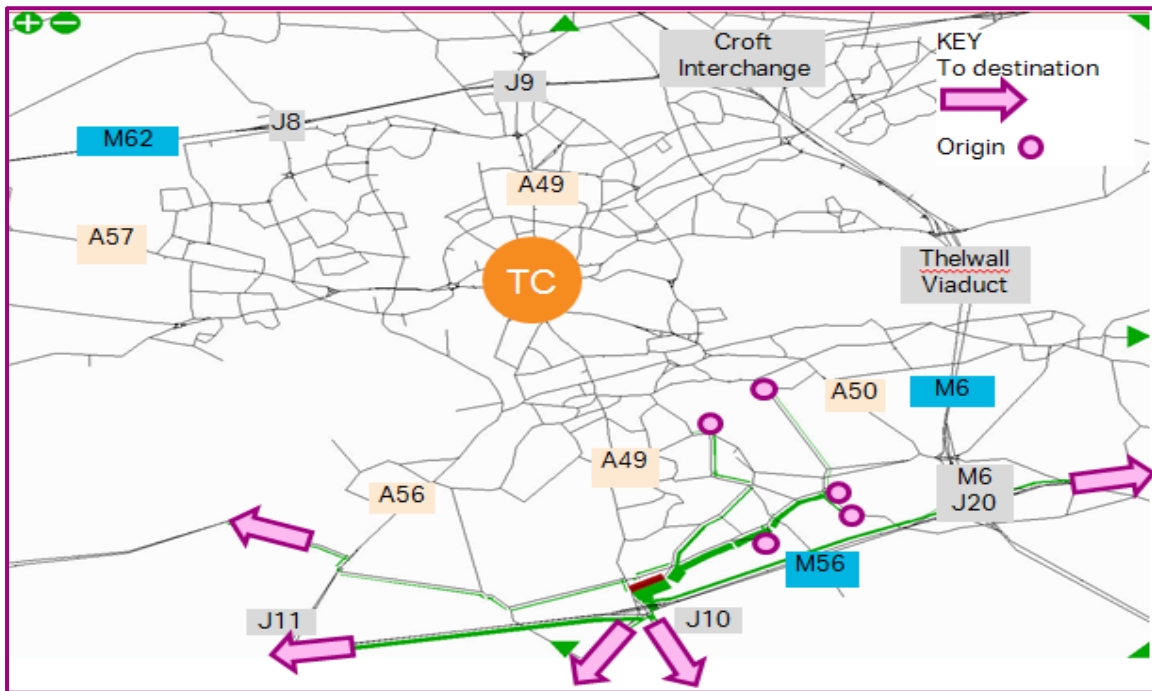 Croft
Interchange
KEY
To destination
Origin
J9
J8
M62
A49
A57
TC
Thelwall
Viaduct
A50
M6
A49
A56
M6
J20
M56
J11
J10